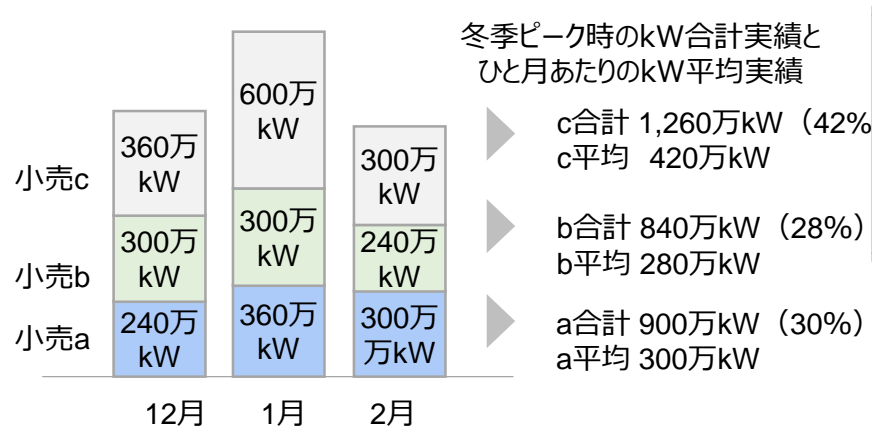 冬季ピーク時のkW合計実績と
ひと月あたりのkW平均実績
小売c
小売b
小売a
360万
kW
300万
kW
240万
kW
12月
600万
kW
300万
kW
360万
kW
1月
300万
kW
240万
kW
300万
万kW
2月
c合計 1,260万kW（42%
c平均 420万kW
b合計 840万kW（28%）
b平均 280万kW
a合計 900万kW（30%）
a平均 300万kW